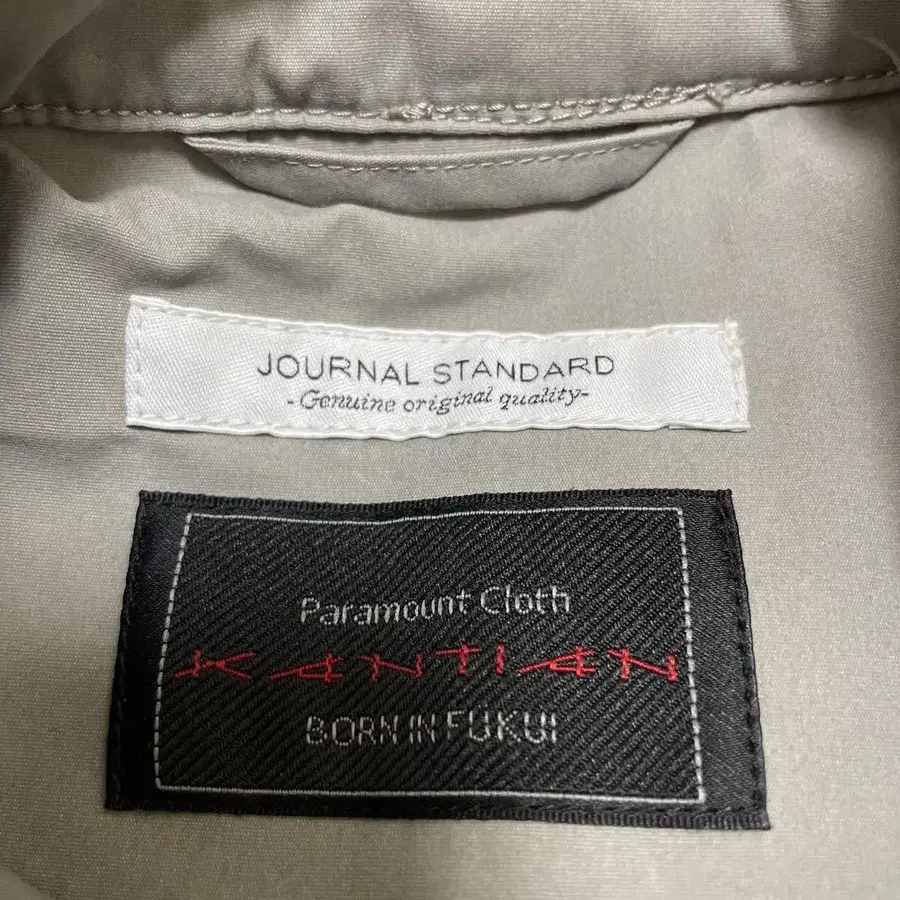 JOURNAL STANDARD
-Genuine original quality-
Paramount Cloth
KANTIAN
BORN IN FUKUI